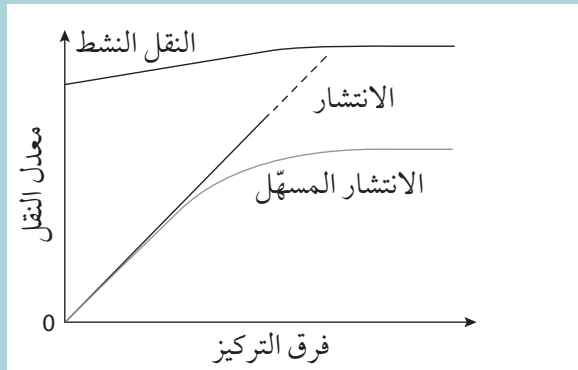 النقل النشط
الانتشار
الانتشار المسهّل
معدل النقل
0
فرق التركيز